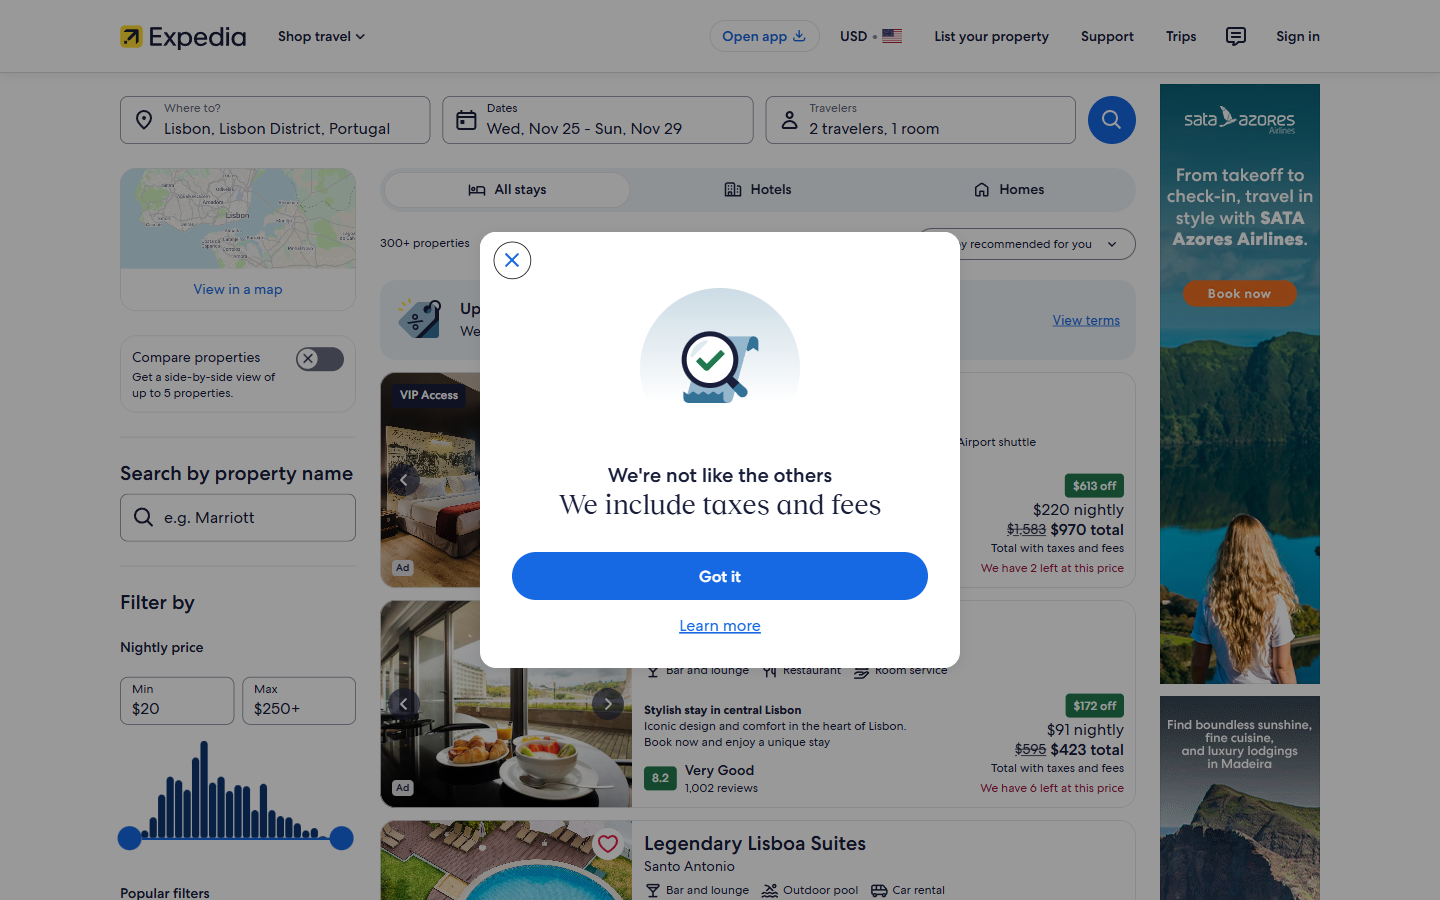 Expedia
Shop travel
Open app
USD
List your property
Support
Trips
Sign in
Where to?
Lisbon, Lisbon District, Portugal
Dates
Wed, Nov 25 - Sun, Nov 29
Travelers
2 travelers, 1 room
View in a map
Compare properties
Get a side-by-side view of
up to 5 properties.
Search by property name
e.g. Marriott
Filter by
Nightly price
Min
$20
Max
$250+
Popular filters
All stays
Hotels
Homes
300+ properties
recommended for you
Up
We
View terms
VIP Access
Ad
Airport shuttle
$613 off
$220 nightly
$1,583 $970 total
Total with taxes and fees
We have 2 left at this price
We're not like the others
We include taxes and fees
Got it
Learn more
Bar and lounge
Restaurant
Room service
Stylish stay in central Lisbon
Iconic design and comfort in the heart of Lisbon.
Book now and enjoy a unique stay
8.2
Very Good
1,002 reviews
Ad
$172 off
$91 nightly
$595 $423 total
Total with taxes and fees
We have 6 left at this price
Legendary Lisboa Suites
Santo Antonio
Bar and lounge
Outdoor pool
Car rental
sata azores
Airlines
From takeoff to
check-in, travel in
style with SATA
Azores Airlines.
Book now
Find boundless sunshine,
fine cuisine,
and luxury lodgings
in Madeira